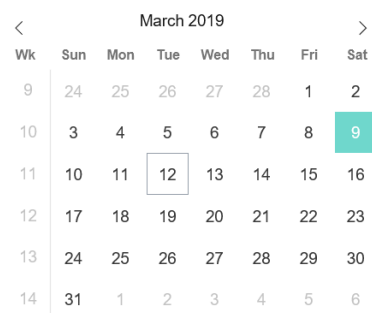 March 2019
Wk Sun Mon Tue Wed Thu Fri Sat
9 24 25 26 27 28 1 2
10 3 4 5 6 7 8 9
11 10 11 12 13 14 15 16
12 17 18 19 20 21 22 23
13 24 25 26 27 28 29 30
14 31 1 2 3 4 5 6